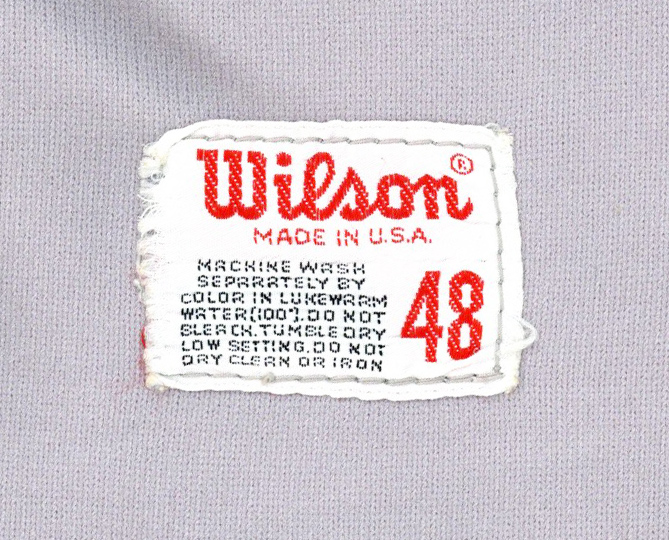 Wilson®
MADE IN U.S.A.
MACHINE WASH
SEPARATELY BY
COLOR IN LUKEWARM
WATER(100°).DO NOT
BLEACH.TUMBLE DRY
LOW SETTING.DO NOT
DRY CLEAN OR IRON
48